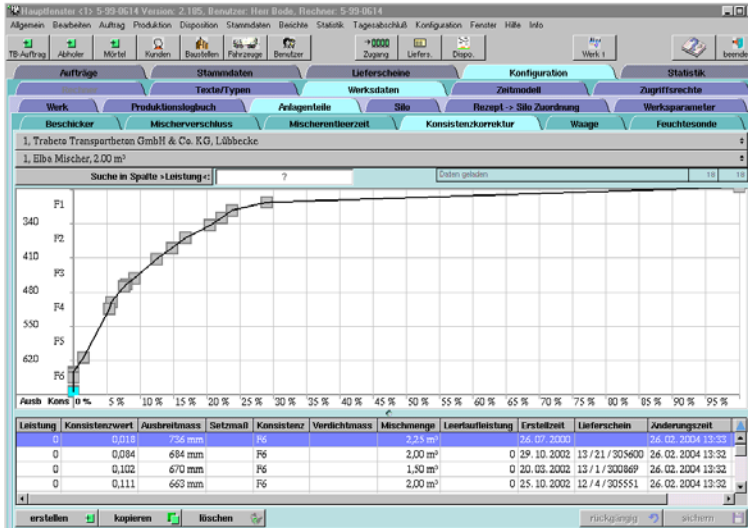 Hauptfenster <1> 5-99-0614 Version: 2.185, Benutzer: Herr Bode, Rechner: 5-99-0614
Allgemein Bearbeiten Auftrag Produktion Disposition Stammdaten Berichte Statistik Tagesabschluß Konfiguration Fenster Hilfe Info
TB-Auftrag Abholer Mörtel Kunden Baustellen Fahrzeuge Benutzer →0000 Zugang Liefers. Dispo. Werk 1 beende
Aufträge Stammdaten Lieferscheine Konfiguration Statistik
Texte/Typen Werksdaten Zeitmodell Zugriffsrechte
Werk Produktionslogbuch Anlagenteile Silo Rezept-> Silo Zuordnung Werksparameter
Beschicker Mischerverschluss Mischerentleerzeit Konsistenzkorrektur Waage Feuchtesonde
1, Trabeto Transportbeton GmbH & Co. KG, Lübbecke
1, Elba Mischer, 2.00 m³
Suche in Spalte >Leistung<: ? Daten geladen 18 18
F1
340
F2
410
F3
480
F4
550
F5
620
F6
Ausb Kons 0 % 5 % 10 % 15 % 20 % 25 % 30 % 35 % 40 % 45 % 50 % 55 % 60 % 65 % 70 % 75 % 80 % 85 % 90 % 95 %
Leistung Konsistenzwert Ausbreitmass Setzmaß Konsistenz Verdichtmass Mischmenge Leerlaufleistung Erstellzeit Lieferschein Änderungszeit
0 0,018 736 mm F6 2,25 m³ 26. 07. 2000 26. 02. 2004 13:33
0 0,084 684 mm F6 2,00 m³ 0 29. 10. 2002 13 / 21 / 305600 26. 02. 2004 13:32
0 0,102 670 mm F6 1,50 m³ 0 20. 03. 2002 13 / 1 / 300869 26. 02. 2004 13:32
0 0,111 663 mm F6 2,00 m³ 0 25. 10. 2002 12 / 4 / 305551 26. 02. 2004 13:32
erstellen kopieren löschen rückgängig sichern